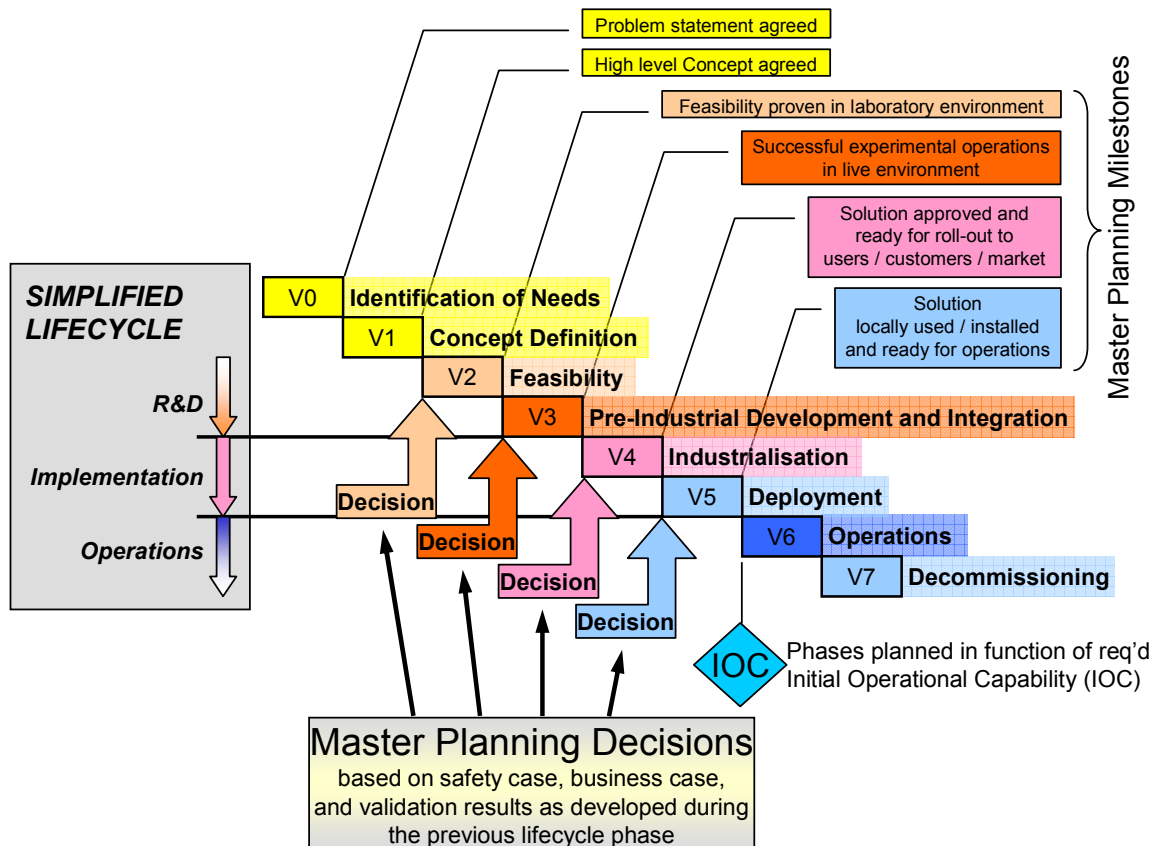 Problem statement agreed
High level Concept agreed
Feasibility proven in laboratory environment
Successful experimental operations
in live environment
Solution approved and
ready for roll-out to
users / customers / market
Solution
locally used / installed
and ready for operations
Master Planning Milestones
SIMPLIFIED
LIFECYCLE
R&D
Implementation
Operations
V0 Identification of Needs
V1 Concept Definition
V2 Feasibility
V3 Pre-Industrial Development and Integration
V4 Industrialisation
V5 Deployment
V6 Operations
V7 Decommissioning
Decision
Decision
Decision
Decision
IOC
Phases planned in function of req'd
Initial Operational Capability (IOC)
Master Planning Decisions
based on safety case, business case,
and validation results as developed during
the previous lifecycle phase